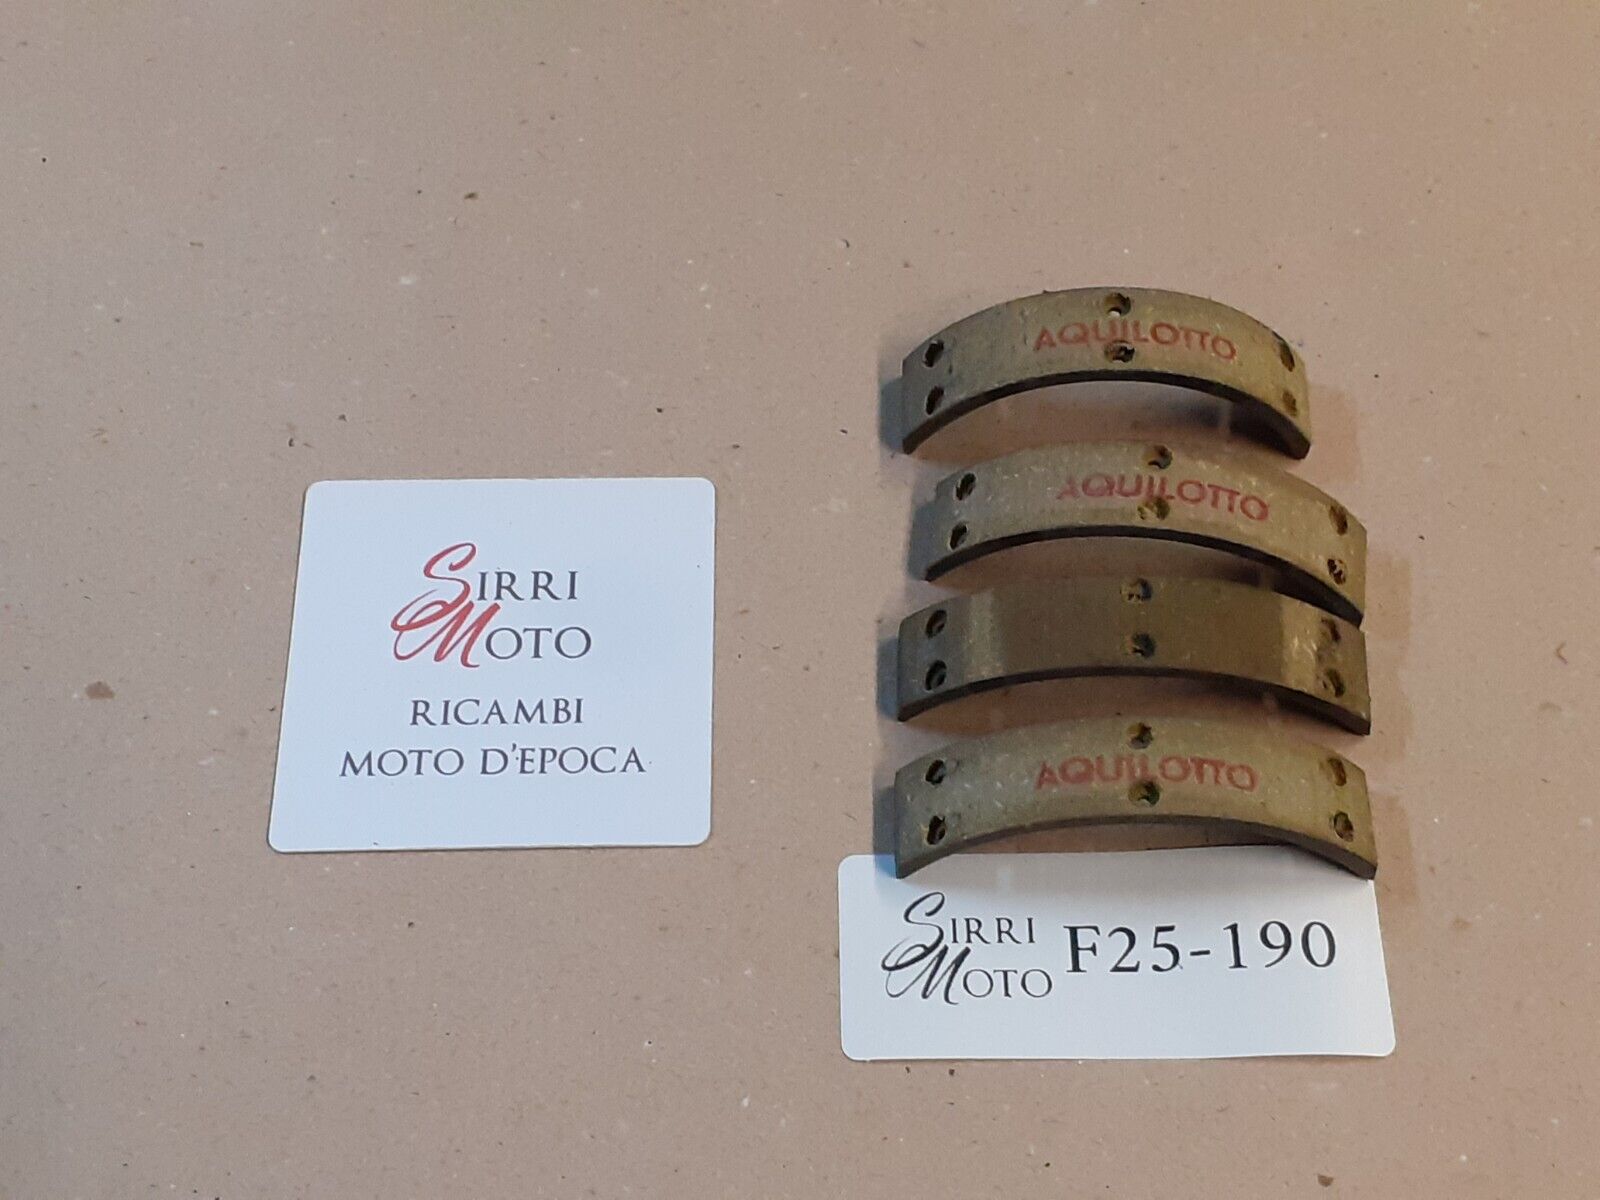 SIRRI
MOTO
RICAMBI
MOTO D'EPOCA
AQUILOTTO
AQUILOTTO
AQUILOTTO
SIRRI
MOTO
F25-190